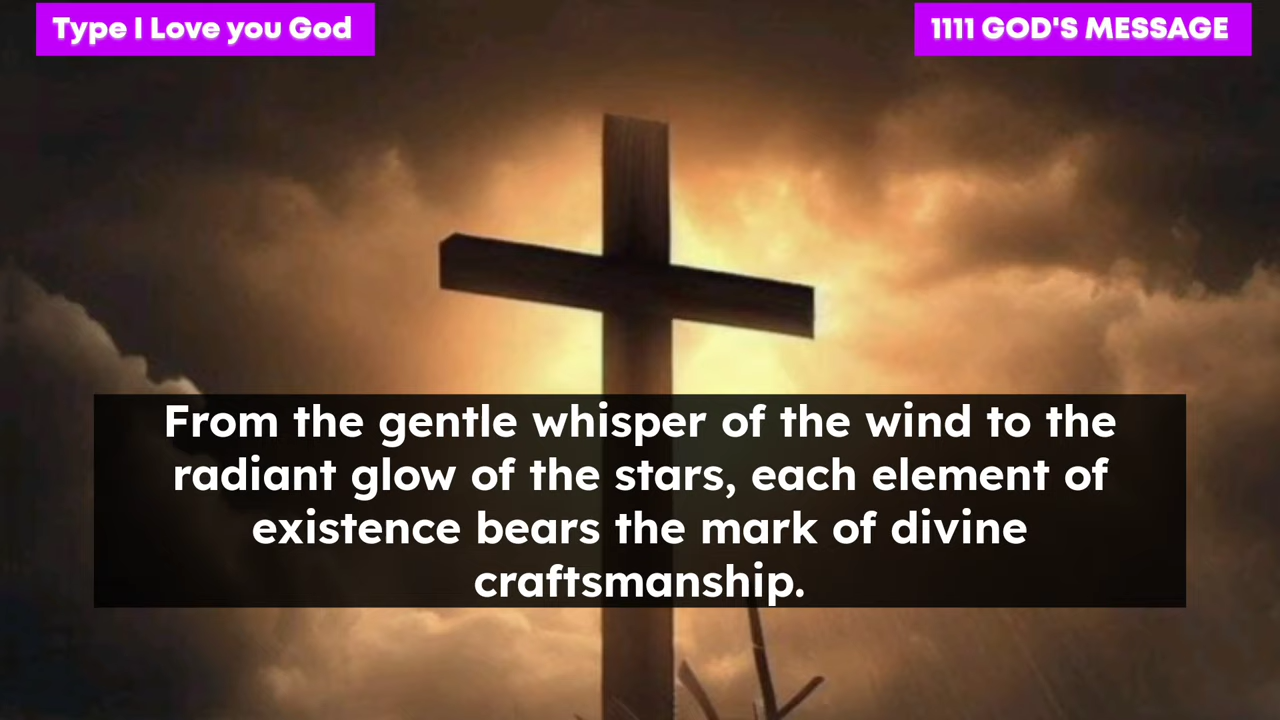 Type I Love you God
1111 GOD'S MESSAGE
From the gentle whisper of the wind to the
radiant glow of the stars, each element of
existence bears the mark of divine
craftsmanship.